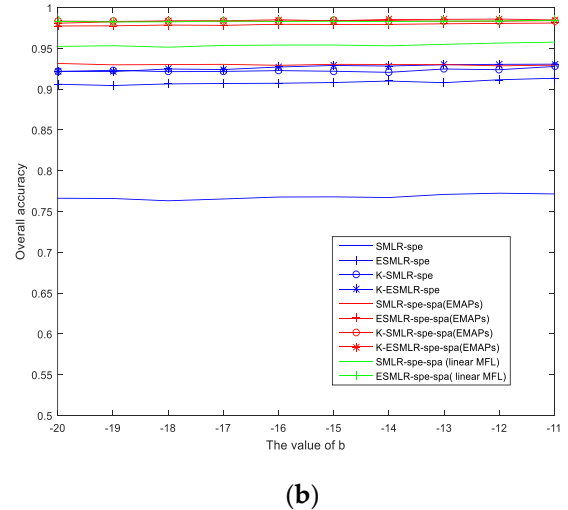 1
0.95
0.9
0.85
0.8
0.75
0.7
0.65
0.6
0.55
0.5
Overall accuracy
SMLR-spe
ESMLR-spe
K-SMLR-spe
K-ESMLR-spe
SMLR-spe-spa(EMAPs)
ESMLR-spe-spa(EMAPs)
K-SMLR-spe-spa(EMAPs)
K-ESMLR-spe-spa(EMAPs)
SMLR-spe-spa (linear MFL)
ESMLR-spe-spa( linear MFL)
-20 -19 -18 -17 -16 -15 -14 -13 -12 -11
The value of b
(b)